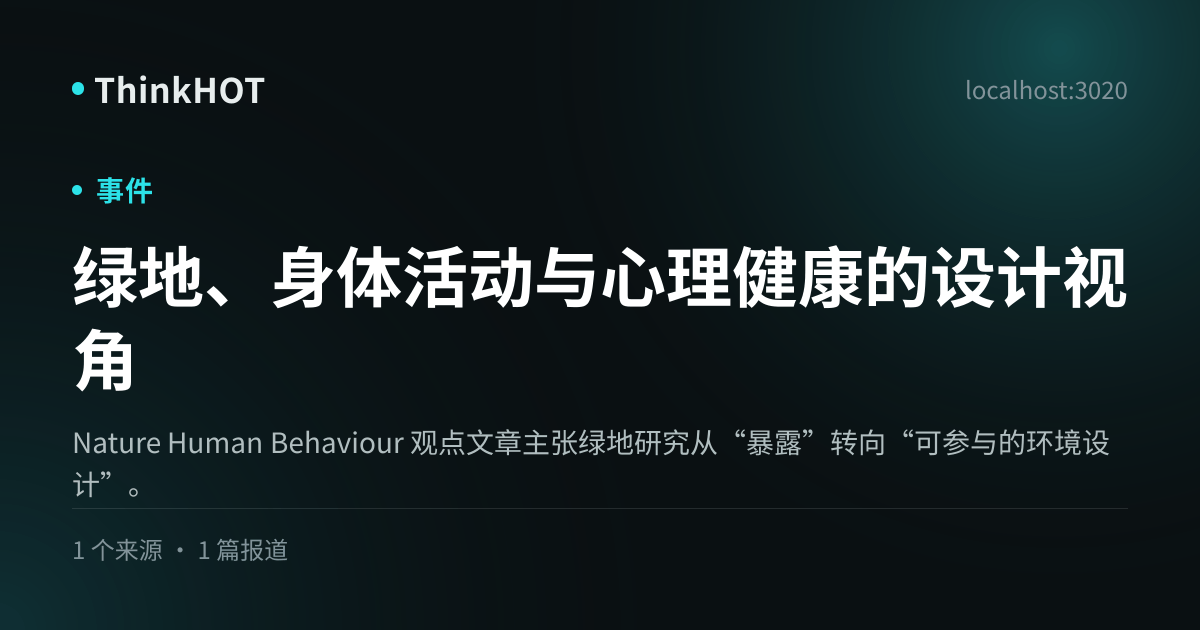 ThinkHOT
localhost:3020
事件
绿地、身体活动与心理健康的设计视
角
Nature Human Behaviour 观点文章主张绿地研究从“暴露”转向“可参与的环境设
计”。
1 个来源 · 1 篇报道